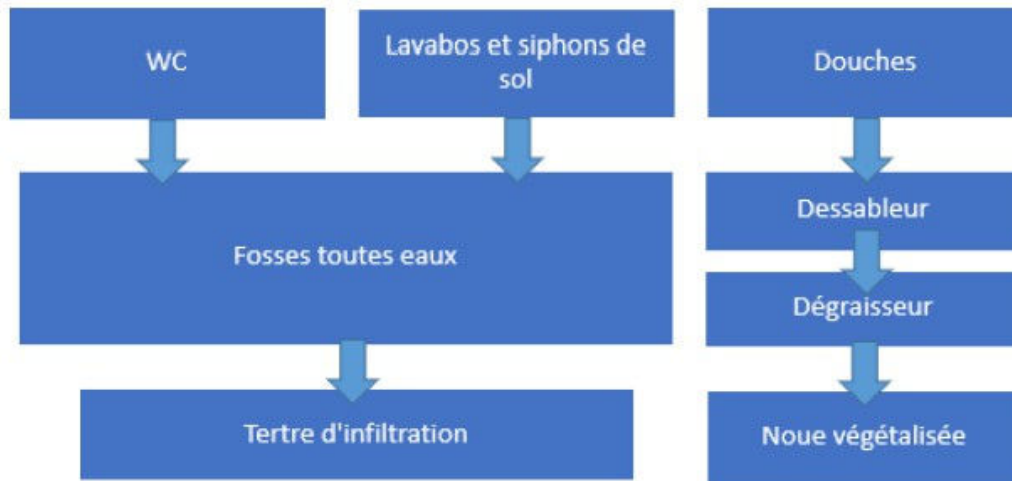 WC
Lavabos et siphons de
sol
Douches
Fosses toutes eaux
Dessableur
Dégraisseur
Tertre d'infiltration
Noue végétalisée